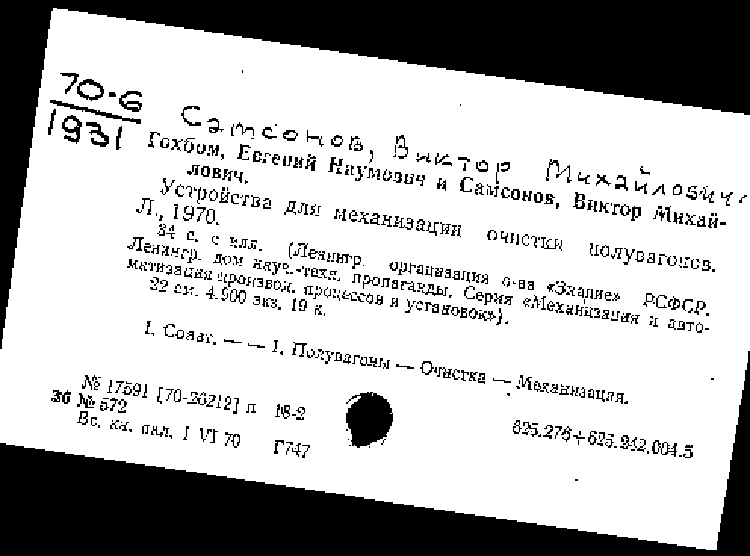 70-6
1931
Самсонов, Виктор Михайлович.
Гохбом, Евгений Наумович и Самсонов, Виктор Михай-
лович.
Устройства для механизации очистки полувагонов.
Л., 1970.
34 с. с илл. (Ленингр. организация о-ва «Знание» РСФСР.
Ленингр. дом науч.-техн. пропаганды. Серия «Механизация и авто-
матизация произвол. процессов и установок»).
22 см. 4.900 экз. 19 к.
I. Соавт. — — 1. Полувагоны — Очистка — Механизация.
№ 17591 [70-26212] п 18-2
36 № 572
Вс. кн. пал. 1 VI 70 Г747
625.276+625.242.004.5